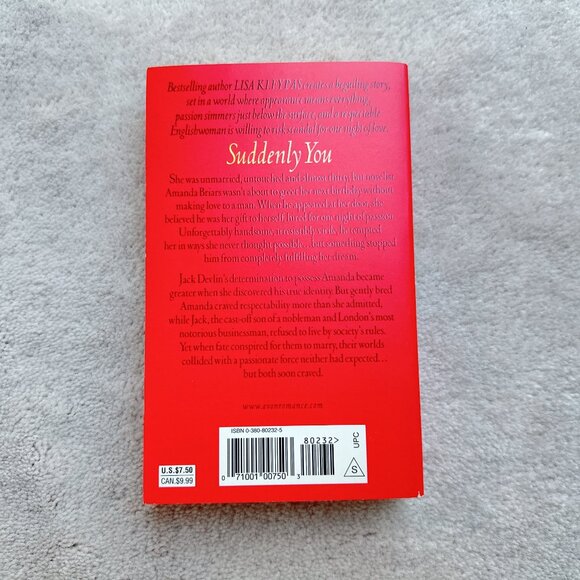 Bestselling author LISA KLEYPAS creates a beguiling story,
set in a world where appearance means everything,
passion simmers just below the surface, and a respectable
Englishwoman is willing to risk scandal for one night of love.
Suddenly You
She was unmarried, untouched and almost thirty, but novelist
Amanda Briars wasn't about to greet her next birthday without
making love to a man. When he appeared at her door, she
believed he was her gift to herself, hired for one night of passion.
Unforgettably handsome, irresistibly virile, he tempted
her in ways she never thought possible...but something stopped
him from completely fulfilling her dream.
Jack Devlin's determination to possess Amanda became
greater when she discovered his true identity. But gently bred
Amanda craved respectability more than she admitted,
while Jack, the cast-off son of a nobleman and London's most
notorious businessman, refused to live by society's rules.
Yet when fate conspired for them to marry, their worlds
collided with a passionate force neither had expected...
but both soon craved.
www.avonromance.com
ISBN 0-380-80232-5
80232>
UPC
S
U.S.$7.50
CAN.$9.99
0 71001 00750 3